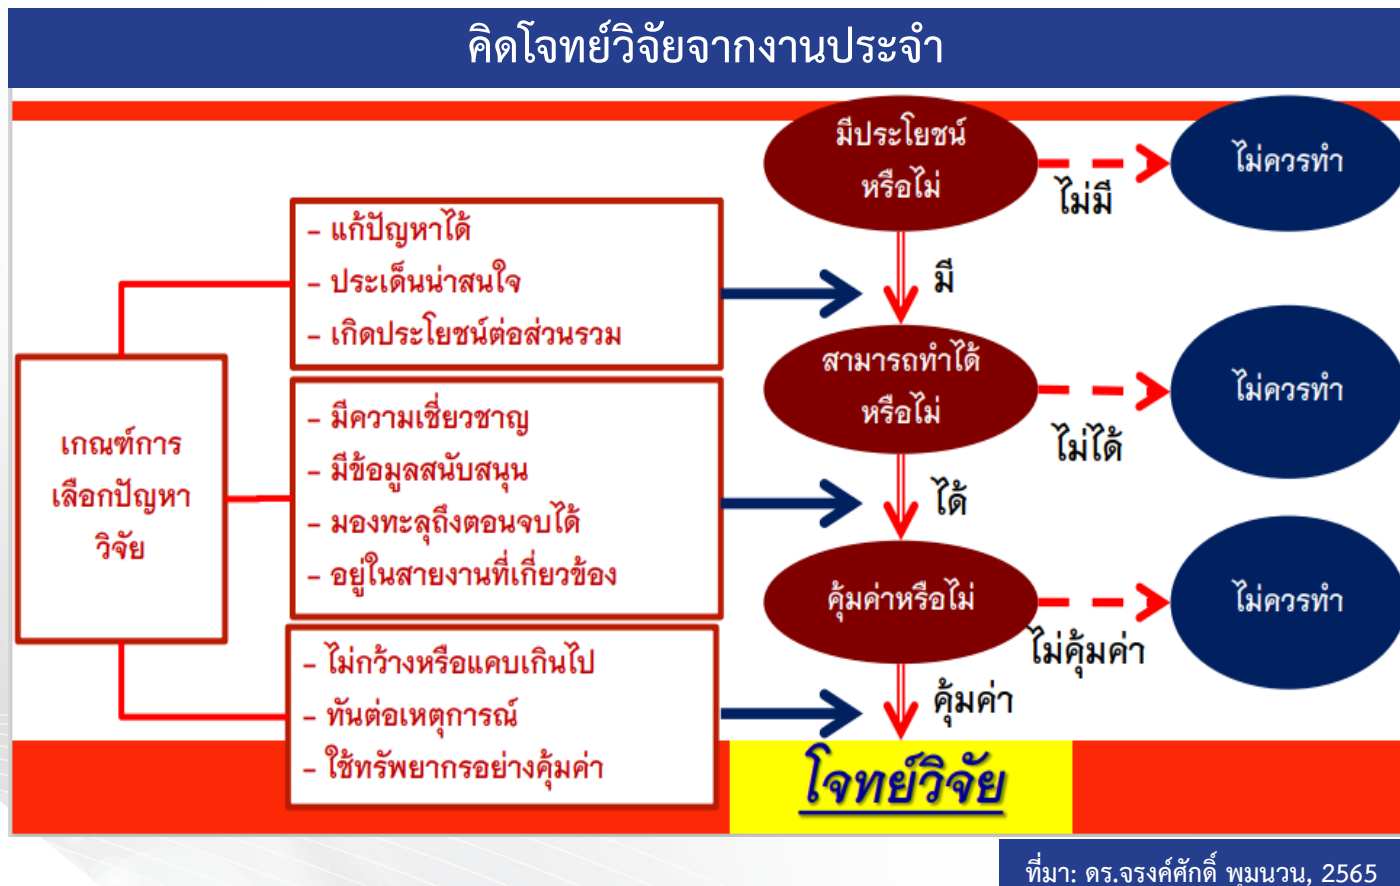 คิดโจทย์วิจัยจากงานประจำ
มีประโยชน์
หรือไม่
ไม่มี
ไม่ควรทำ
– แก้ปัญหาได้
– ประเด็นน่าสนใจ
– เกิดประโยชน์ต่อส่วนรวม
มี
สามารถทำได้
หรือไม่
ไม่ได้
ไม่ควรทำ
เกณฑ์การ
เลือกปัญหา
วิจัย
– มีความเชี่ยวชาญ
– มีข้อมูลสนับสนุน
– มองทะลุถึงตอนจบได้
– อยู่ในสายงานที่เกี่ยวข้อง
ได้
คุ้มค่าหรือไม่
ไม่คุ้มค่า
ไม่ควรทำ
– ไม่กว้างหรือแคบเกินไป
– ทันต่อเหตุการณ์
– ใช้ทรัพยากรอย่างคุ้มค่า
คุ้มค่า
โจทย์วิจัย
ที่มา: ดร.จรงค์ศักดิ์ พุมนวน, 2565